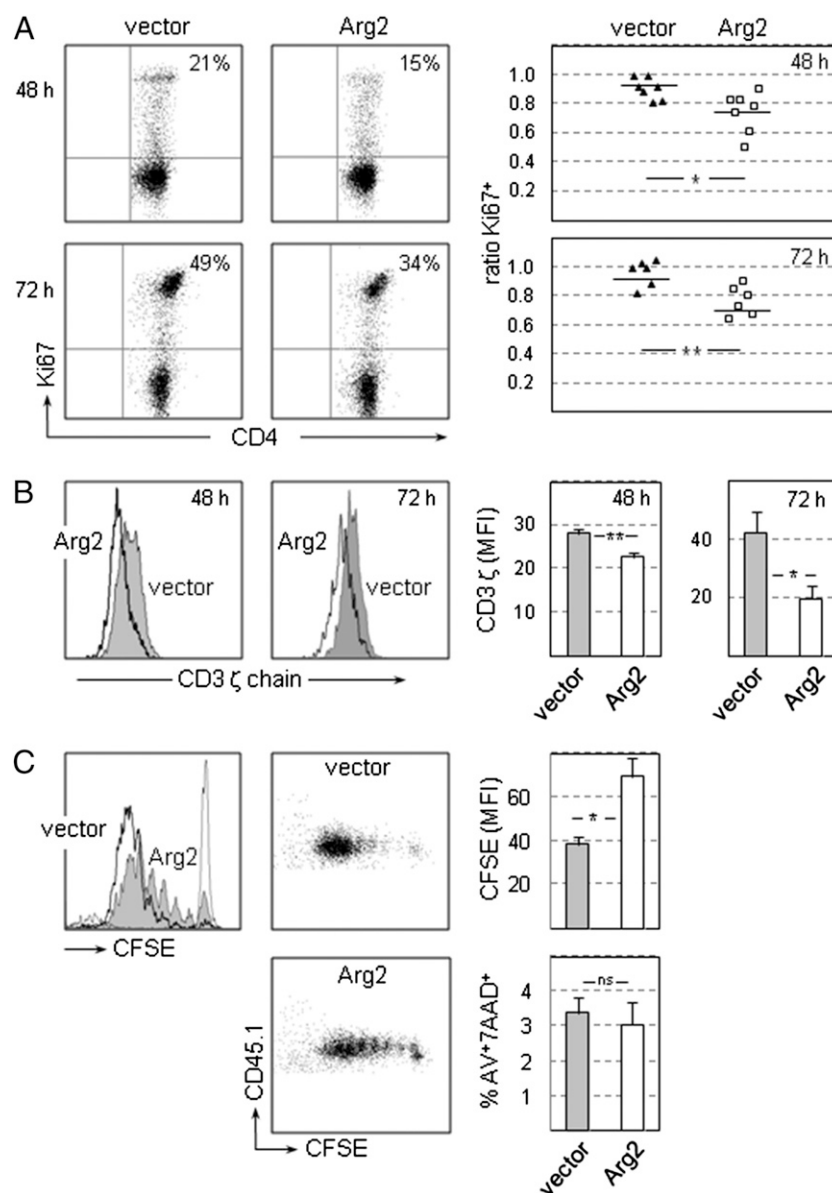 A
vector
Arg2
48 h
21%
15%
72 h
49%
34%
Ki67
CD4
vector
Arg2
48 h
1.0
0.8
0.6
0.4
0.2
*
ratio Ki67+
72 h
1.0
0.8
0.6
0.4
0.2
**
B
48 h
Arg2
vector
72 h
Arg2
vector
CD3 ζ chain
CD3 ζ (MFI)
48 h
30
20
10
**
vector
Arg2
72 h
40
20
*
vector
Arg2
C
vector
Arg2
CFSE
vector
Arg2
CD45.1
CFSE
CFSE (MFI)
60
40
20
*
% AV+7AAD+
4
3
2
1
ns
vector
Arg2